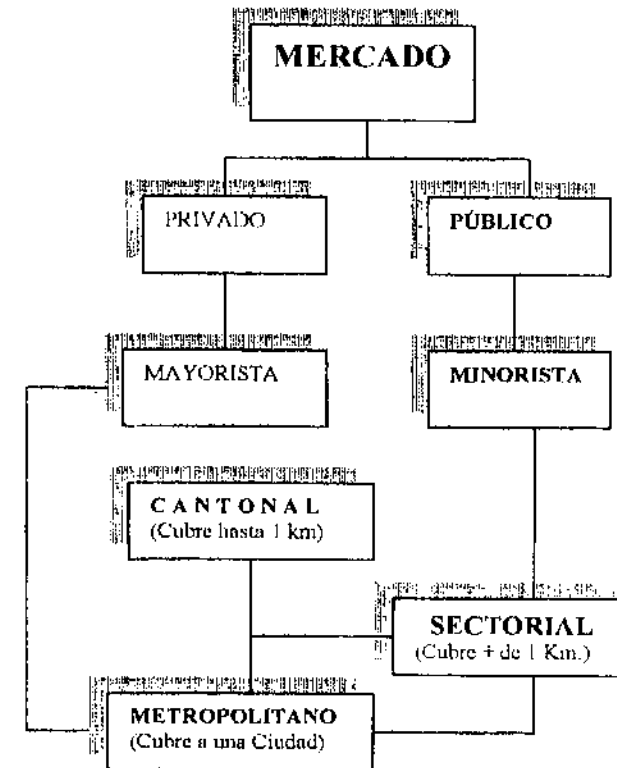 MERCADO
PRIVADO
PÚBLICO
MAYORISTA
MINORISTA
CANTONAL
(Cubre hasta 1 km)
SECTORIAL
(Cubre + de 1 Km.)
METROPOLITANO
(Cubre a una Ciudad)